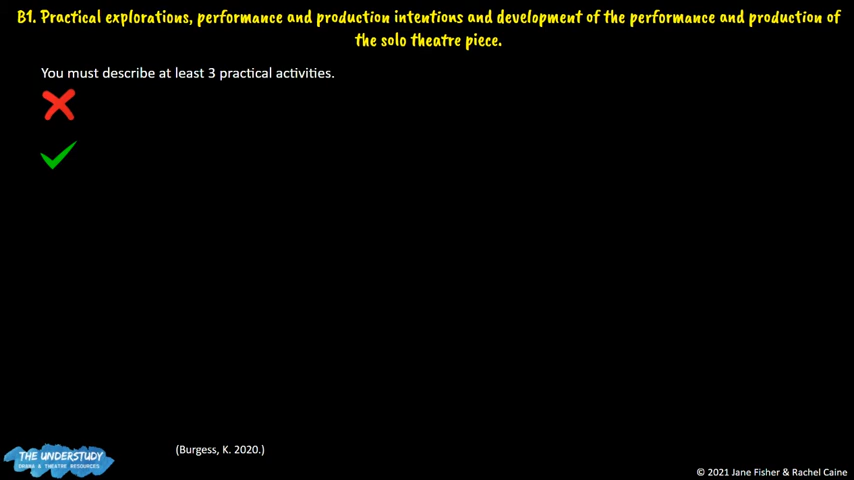 B1. Practical explorations, performance and production intentions and development of the performance and production of
the solo theatre piece.
You must describe at least 3 practical activities.
(Burgess, K. 2020.)
THE UNDERSTUDY
DRAMA & THEATRE RESOURCES
© 2021 Jane Fisher & Rachel Caine